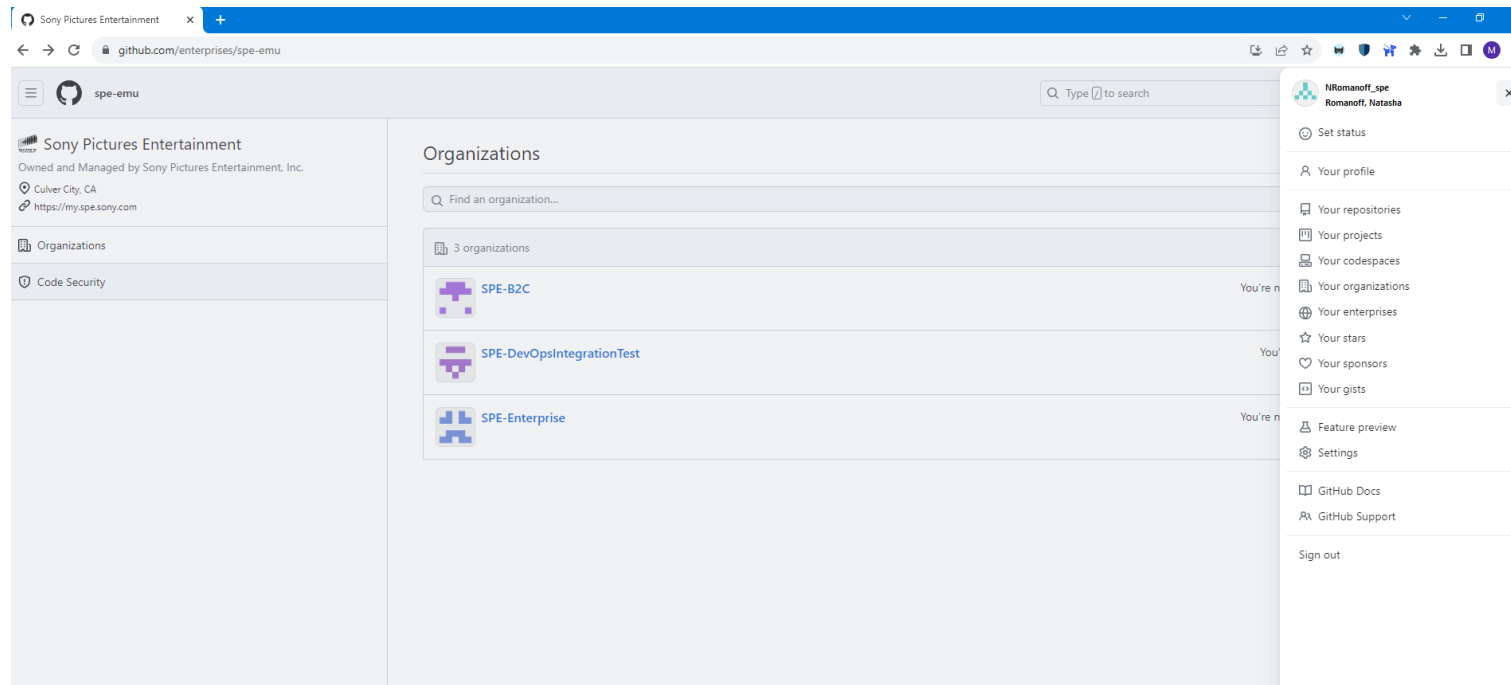 Sony Pictures Entertainment
github.com/enterprises/spe-emu
M
spe-emu
Type / to search
Sony Pictures Entertainment
Owned and Managed by Sony Pictures Entertainment, Inc.
Culver City, CA
https://my.spe.sony.com
Organizations
Code Security
Organizations
Find an organization...
3 organizations
SPE-B2C
You're n
SPE-DevOpsIntegrationTest
You'
SPE-Enterprise
You're n
NRomanoff_spe
Romanoff, Natasha
Set status
Your profile
Your repositories
Your projects
Your codespaces
Your organizations
Your enterprises
Your stars
Your sponsors
Your gists
Feature preview
Settings
GitHub Docs
GitHub Support
Sign out